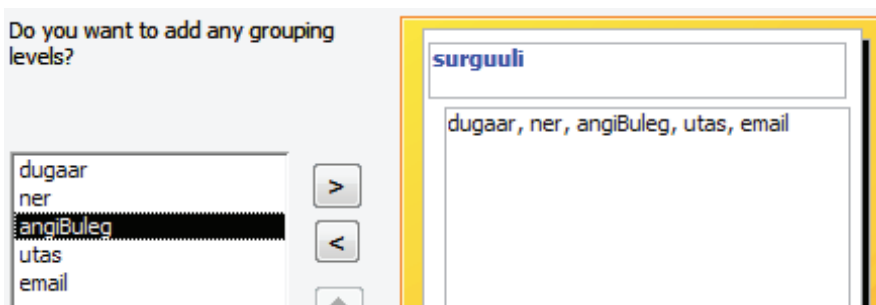 Do you want to add any grouping
levels?
dugaar
ner
angiBuleg
utas
email
>
<
surguuli
dugaar, ner, angiBuleg, utas, email